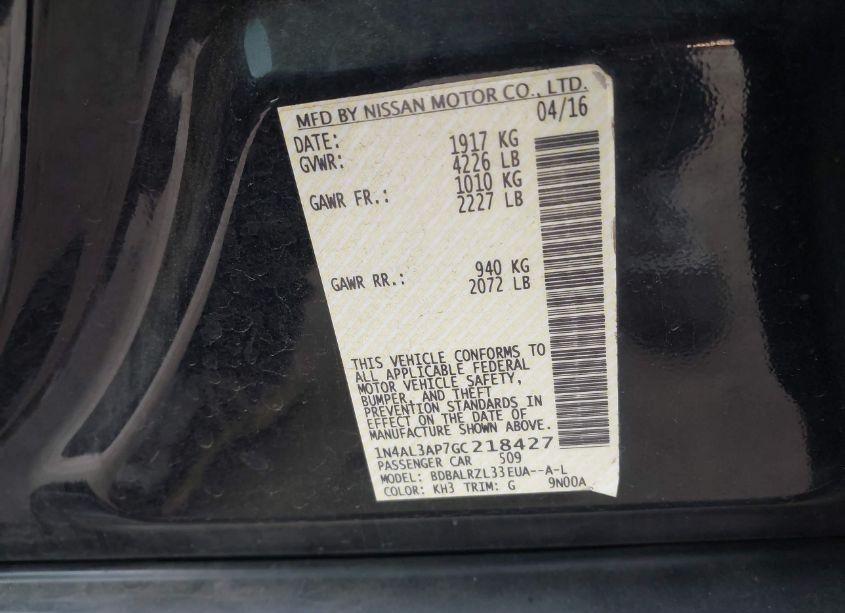 MFD BY NISSAN MOTOR CO., LTD.
DATE: 04/16
GVWR: 1917 KG
4226 LB
GAWR FR.: 1010 KG
2227 LB
GAWR RR.: 940 KG
2072 LB
THIS VEHICLE CONFORMS TO
ALL APPLICABLE FEDERAL
MOTOR VEHICLE SAFETY,
BUMPER, AND THEFT
PREVENTION STANDARDS IN
EFFECT ON THE DATE OF
MANUFACTURE SHOWN ABOVE.
1N4AL3AP7GC218427
PASSENGER CAR 509
MODEL: BDBALRZL33EUA--A-L
COLOR: KH3 TRIM: G 9N00A